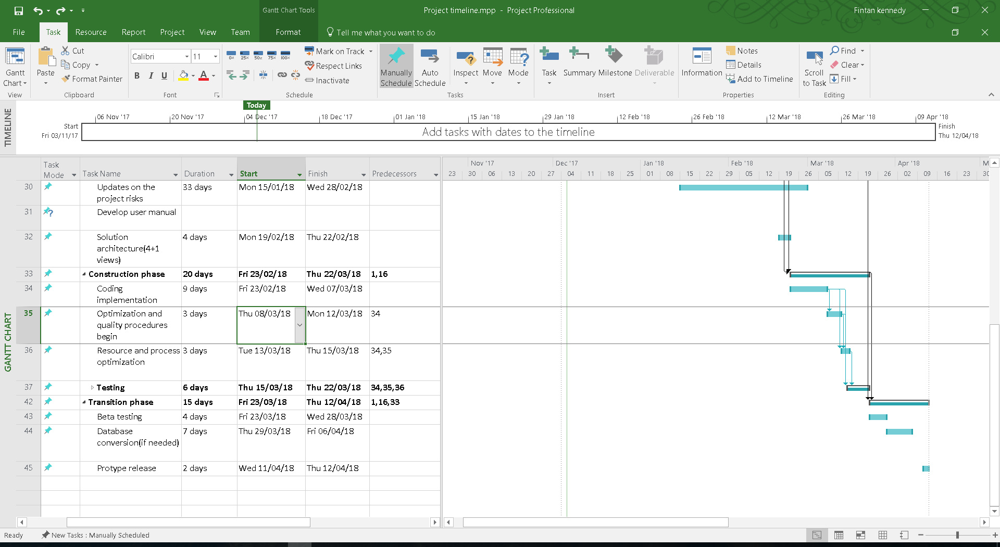 Gantt Chart Tools
Project timeline.mpp - Project Professional
Fintan kennedy
File Task Resource Report Project View Team Format Tell me what you want to do
Gantt Chart
View
Paste
Cut
Copy
Format Painter
Clipboard
Calibri 11
B I U A
Font
0% 25% 50% 75% 100%
Mark on Track
Respect Links
Inactivate
Schedule
Manually Schedule
Auto Schedule
Inspect
Move
Mode
Tasks
Task
Summary
Milestone
Deliverable
Insert
Information
Notes
Details
Add to Timeline
Properties
Scroll to Task
Find
Clear
Fill
Editing
TIMELINE
Today
06 Nov '17 20 Nov '17 04 Dec '17 18 Dec '17 01 Jan '18 15 Jan '18 29 Jan '18 12 Feb '18 26 Feb '18 12 Mar '18 26 Mar '18 09 Apr '18
Start
Fri 03/11/17
Add tasks with dates to the timeline
Finish
Thu 12/04/18
GANTT CHART
Task Mode Task Name Duration Start Finish Predecessors
Nov '17 Dec '17 Jan '18 Feb '18 Mar '18 Apr '18 M
23 30 06 13 20 27 04 11 18 25 01 08 15 22 29 05 12 19 26 05 12 19 26 02 09 16 23 30
30 Updates on the project risks 33 days Mon 15/01/18 Wed 28/02/18
31 Develop user manual
32 Solution architecture(4+1 views) 4 days Mon 19/02/18 Thu 22/02/18
33 Construction phase 20 days Fri 23/02/18 Thu 22/03/18 1,16
34 Coding implementation 9 days Fri 23/02/18 Wed 07/03/18
35 Optimization and quality procedures begin 3 days Thu 08/03/18 Mon 12/03/18 34
36 Resource and process optimization 3 days Tue 13/03/18 Thu 15/03/18 34,35
37 Testing 6 days Thu 15/03/18 Thu 22/03/18 34,35,36
42 Transition phase 15 days Fri 23/03/18 Thu 12/04/18 1,16,33
43 Beta testing 4 days Fri 23/03/18 Wed 28/03/18
44 Database conversion(if needed) 7 days Thu 29/03/18 Fri 06/04/18
45 Protype release 2 days Wed 11/04/18 Thu 12/04/18
Ready New Tasks : Manually Scheduled